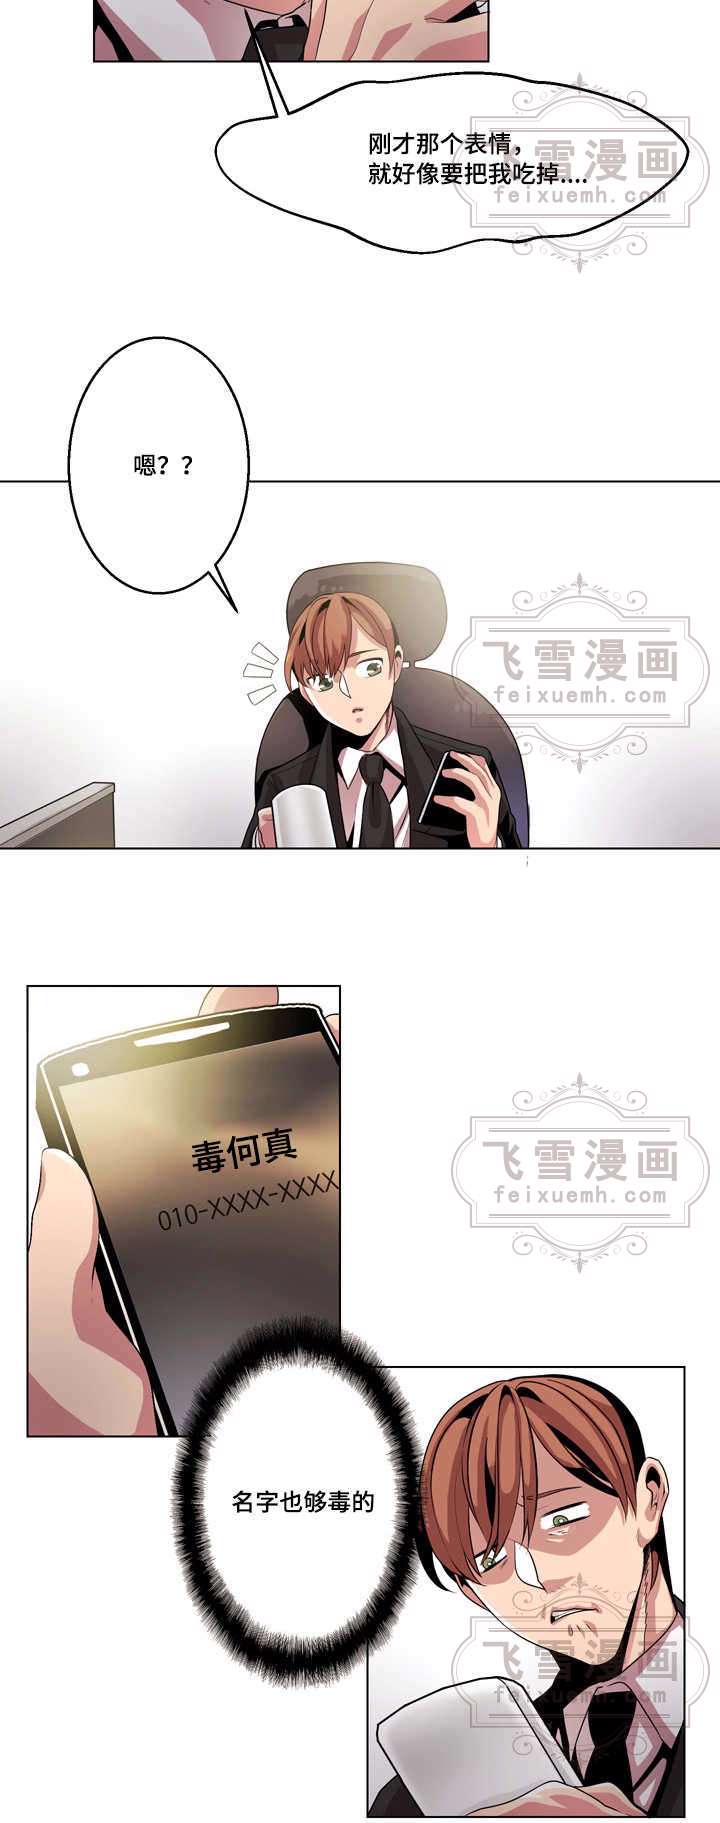 刚才那个表情，
就好像要把我吃掉....
飞雪漫画
feixuemh.com
嗯？？
飞雪漫画
feixuemh.com
毒何真
010-XXXX-XXXX
飞雪漫画
feixuemh.com
名字也够毒的
飞雪漫画
feixuemh.com